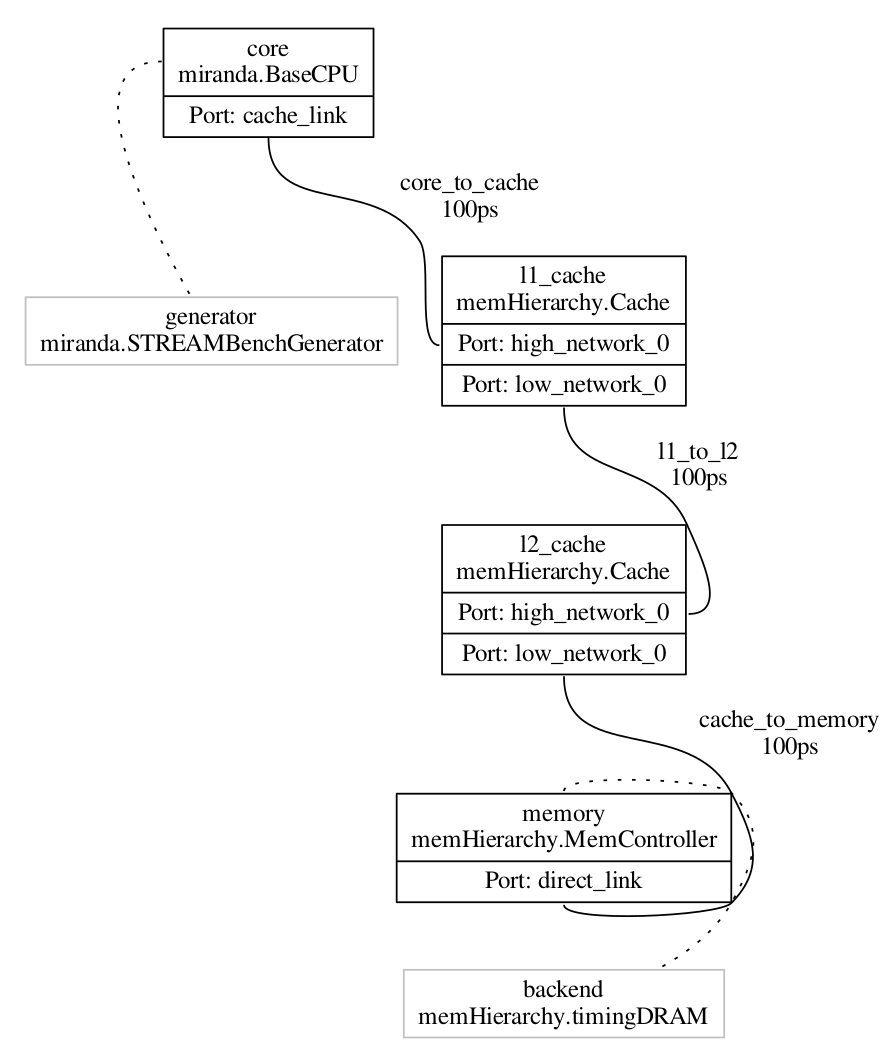 core
miranda.BaseCPU
Port: cache_link
core_to_cache
100ps
l1_cache
memHierarchy.Cache
Port: high_network_0
Port: low_network_0
generator
miranda.STREAMBenchGenerator
l1_to_l2
100ps
l2_cache
memHierarchy.Cache
Port: high_network_0
Port: low_network_0
cache_to_memory
100ps
memory
memHierarchy.MemController
Port: direct_link
backend
memHierarchy.timingDRAM